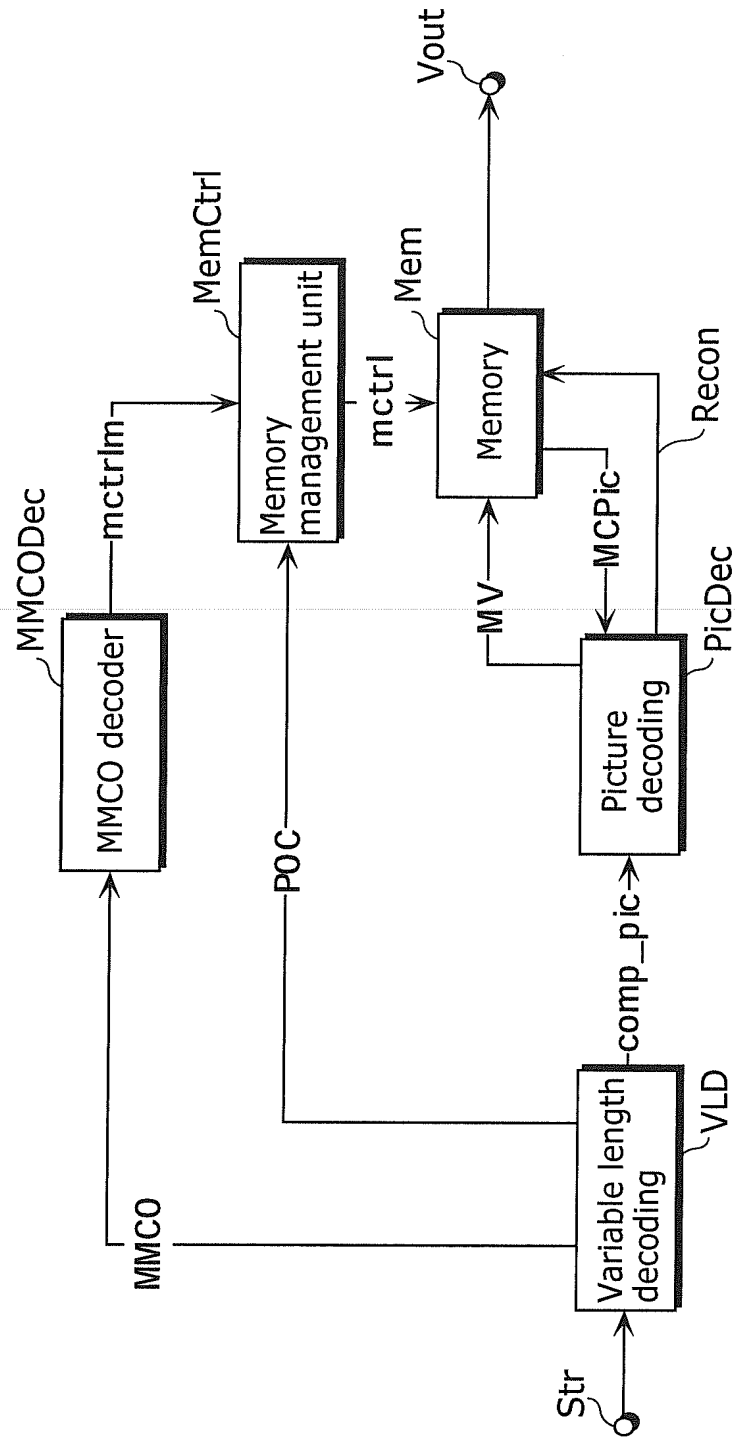 MMCODec
MMCO decoder
mctrlm
MMCO
MemCtrl
Memory
management unit
POC
mctrl
Mem
Memory
Vout
MV
MCPic
Recon
Str
Variable length
decoding
VLD
comp_pic
Picture
decoding
PicDec